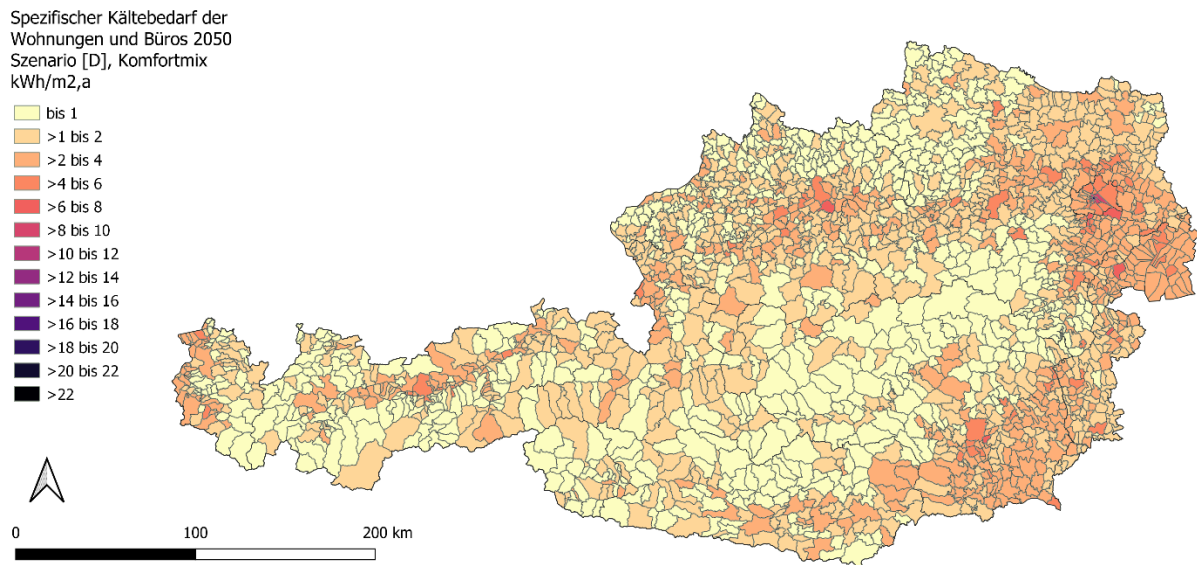 Spezifischer Kältebedarf der
Wohnungen und Büros 2050
Szenario [D], Komfortmix
kWh/m2,a
bis 1
>1 bis 2
>2 bis 4
>4 bis 6
>6 bis 8
>8 bis 10
>10 bis 12
>12 bis 14
>14 bis 16
>16 bis 18
>18 bis 20
>20 bis 22
>22
0 100 200 km